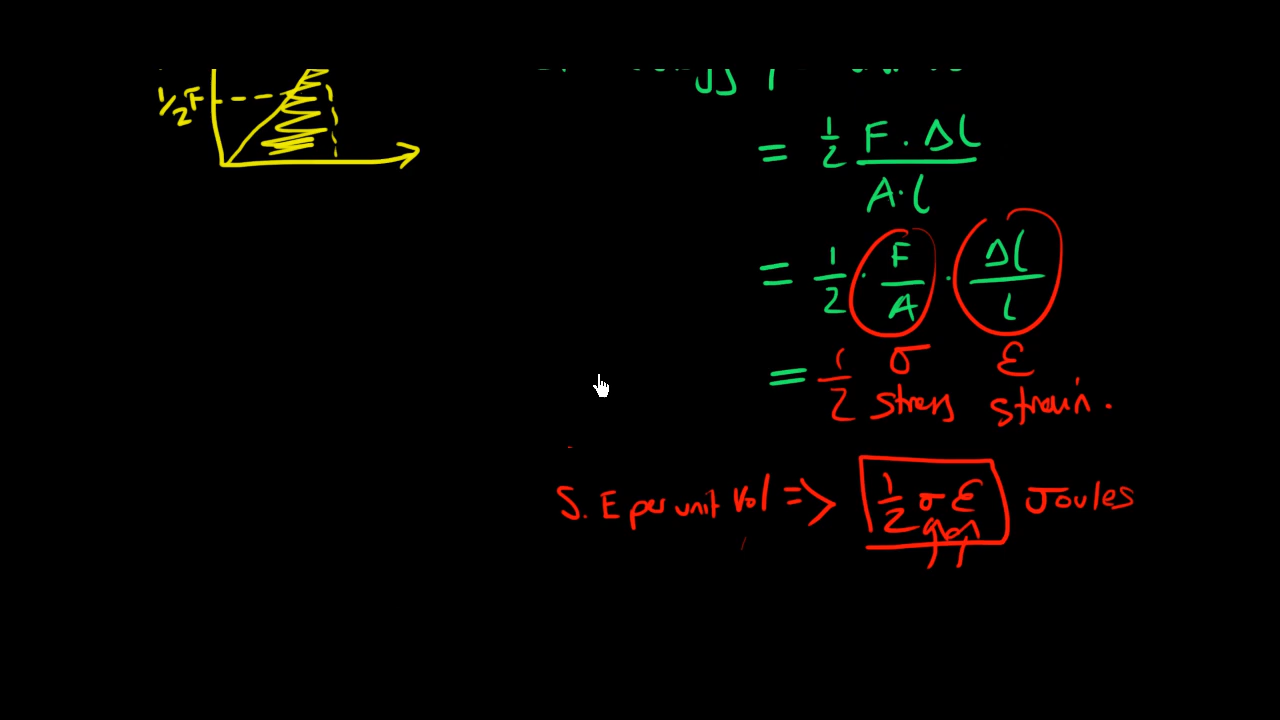 ½F
= ½ F · Δl
A · l
= ½ · F/A · Δl/l
= ½ σ ε
stress strain.
S. E per unit Vol => ½ σ ε Joules